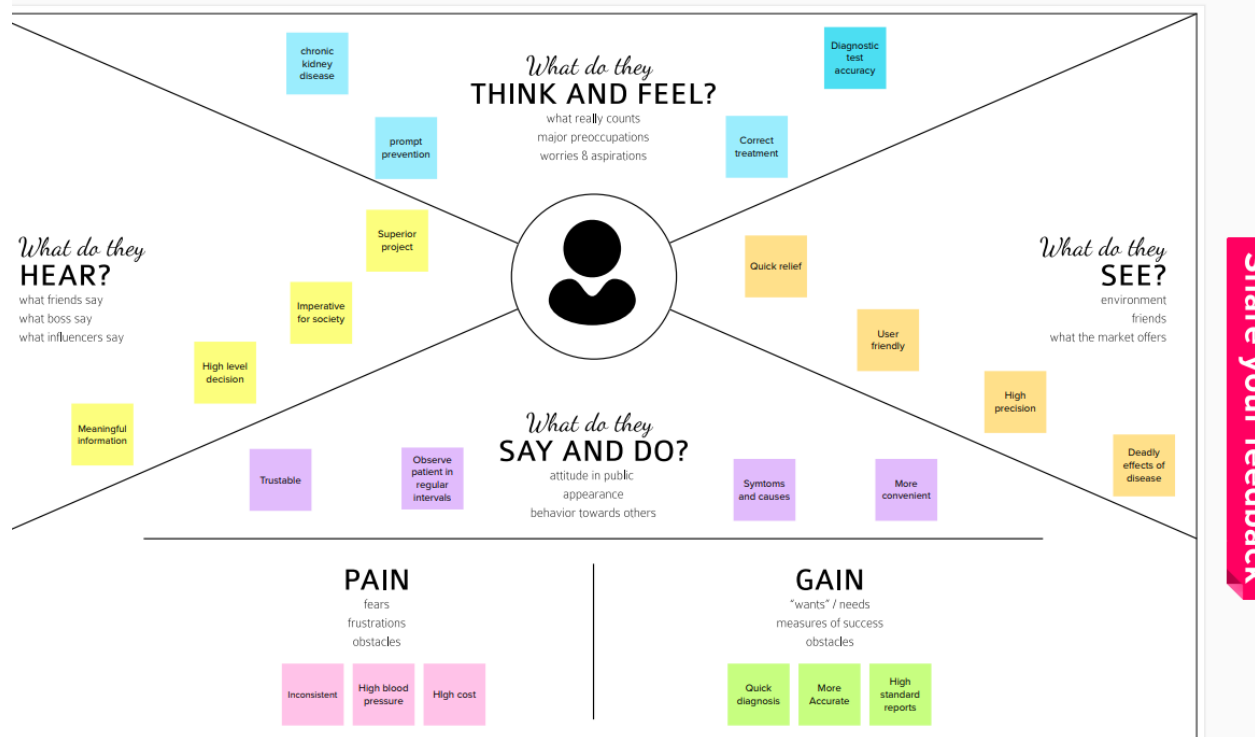 chronic
kidney
disease
prompt
prevention
What do they
THINK AND FEEL?
what really counts
major preoccupations
worries & aspirations
Diagnostic
test
accuracy
Correct
treatment
What do they
HEAR?
what friends say
what boss say
what influencers say
Superior
project
Imperative
for society
High level
decision
Meaningful
information
What do they
SEE?
environment
friends
what the market offers
Quick relief
User
friendly
High
precision
Deadly
effects of
disease
What do they
SAY AND DO?
attitude in public
appearance
behavior towards others
Trustable
Observe
patient in
regular
intervals
Symtoms
and causes
More
convenient
PAIN
fears
frustrations
obstacles
Inconsistent
High blood
pressure
HIgh cost
GAIN
"wants" / needs
measures of success
obstacles
Quick
diagnosis
More
Accurate
High
standard
reports
Share your feedback